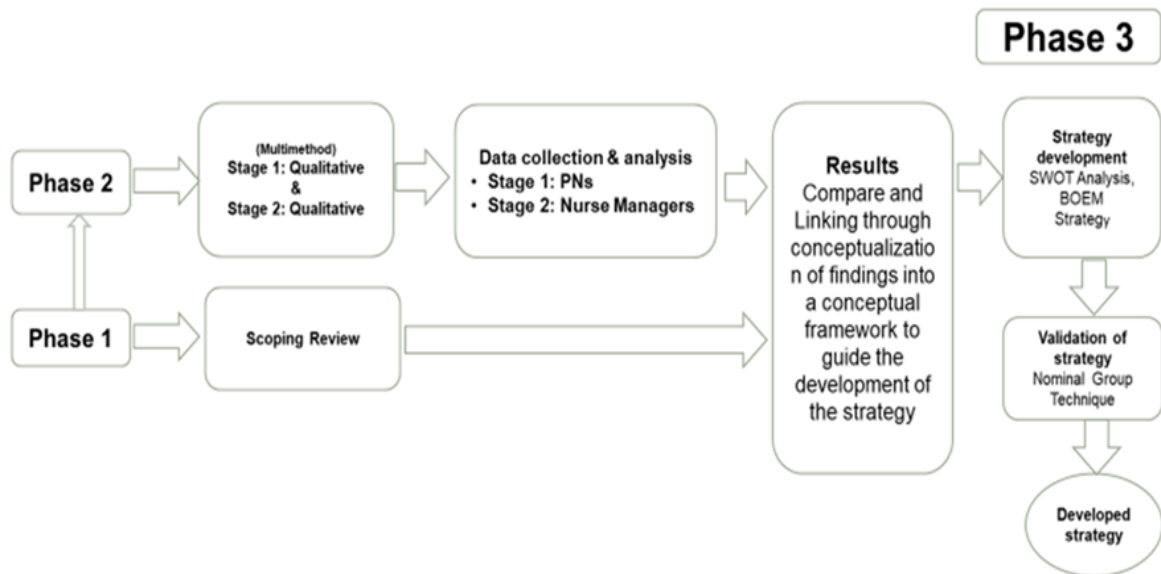 Phase 3
Phase 2
(Multimethod)
Stage 1: Qualitative
&
Stage 2: Qualitative
Data collection & analysis
• Stage 1: PNs
• Stage 2: Nurse Managers
Results
Compare and
Linking through
conceptualizatio
n of findings into
a conceptual
framework to
guide the
development of
the strategy
Strategy
development
SWOT Analysis,
BOEM
Strategy
Phase 1
Scoping Review
Validation of
strategy
Nominal Group
Technique
Developed
strategy